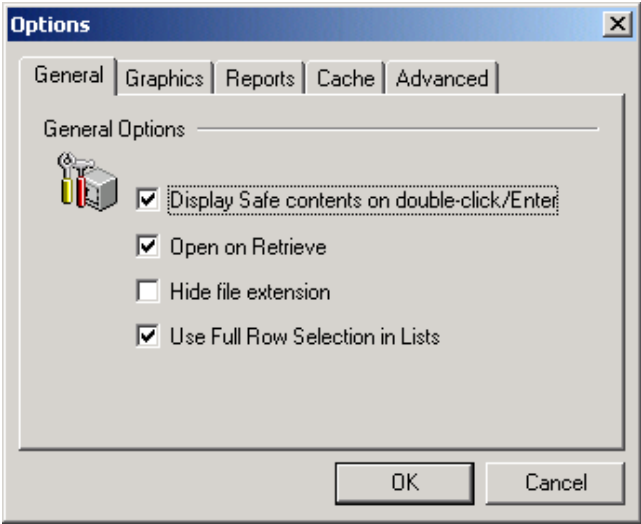 Options
General Graphics Reports Cache Advanced
General Options
Display Safe contents on double-click/Enter
Open on Retrieve
Hide file extension
Use Full Row Selection in Lists
OK Cancel